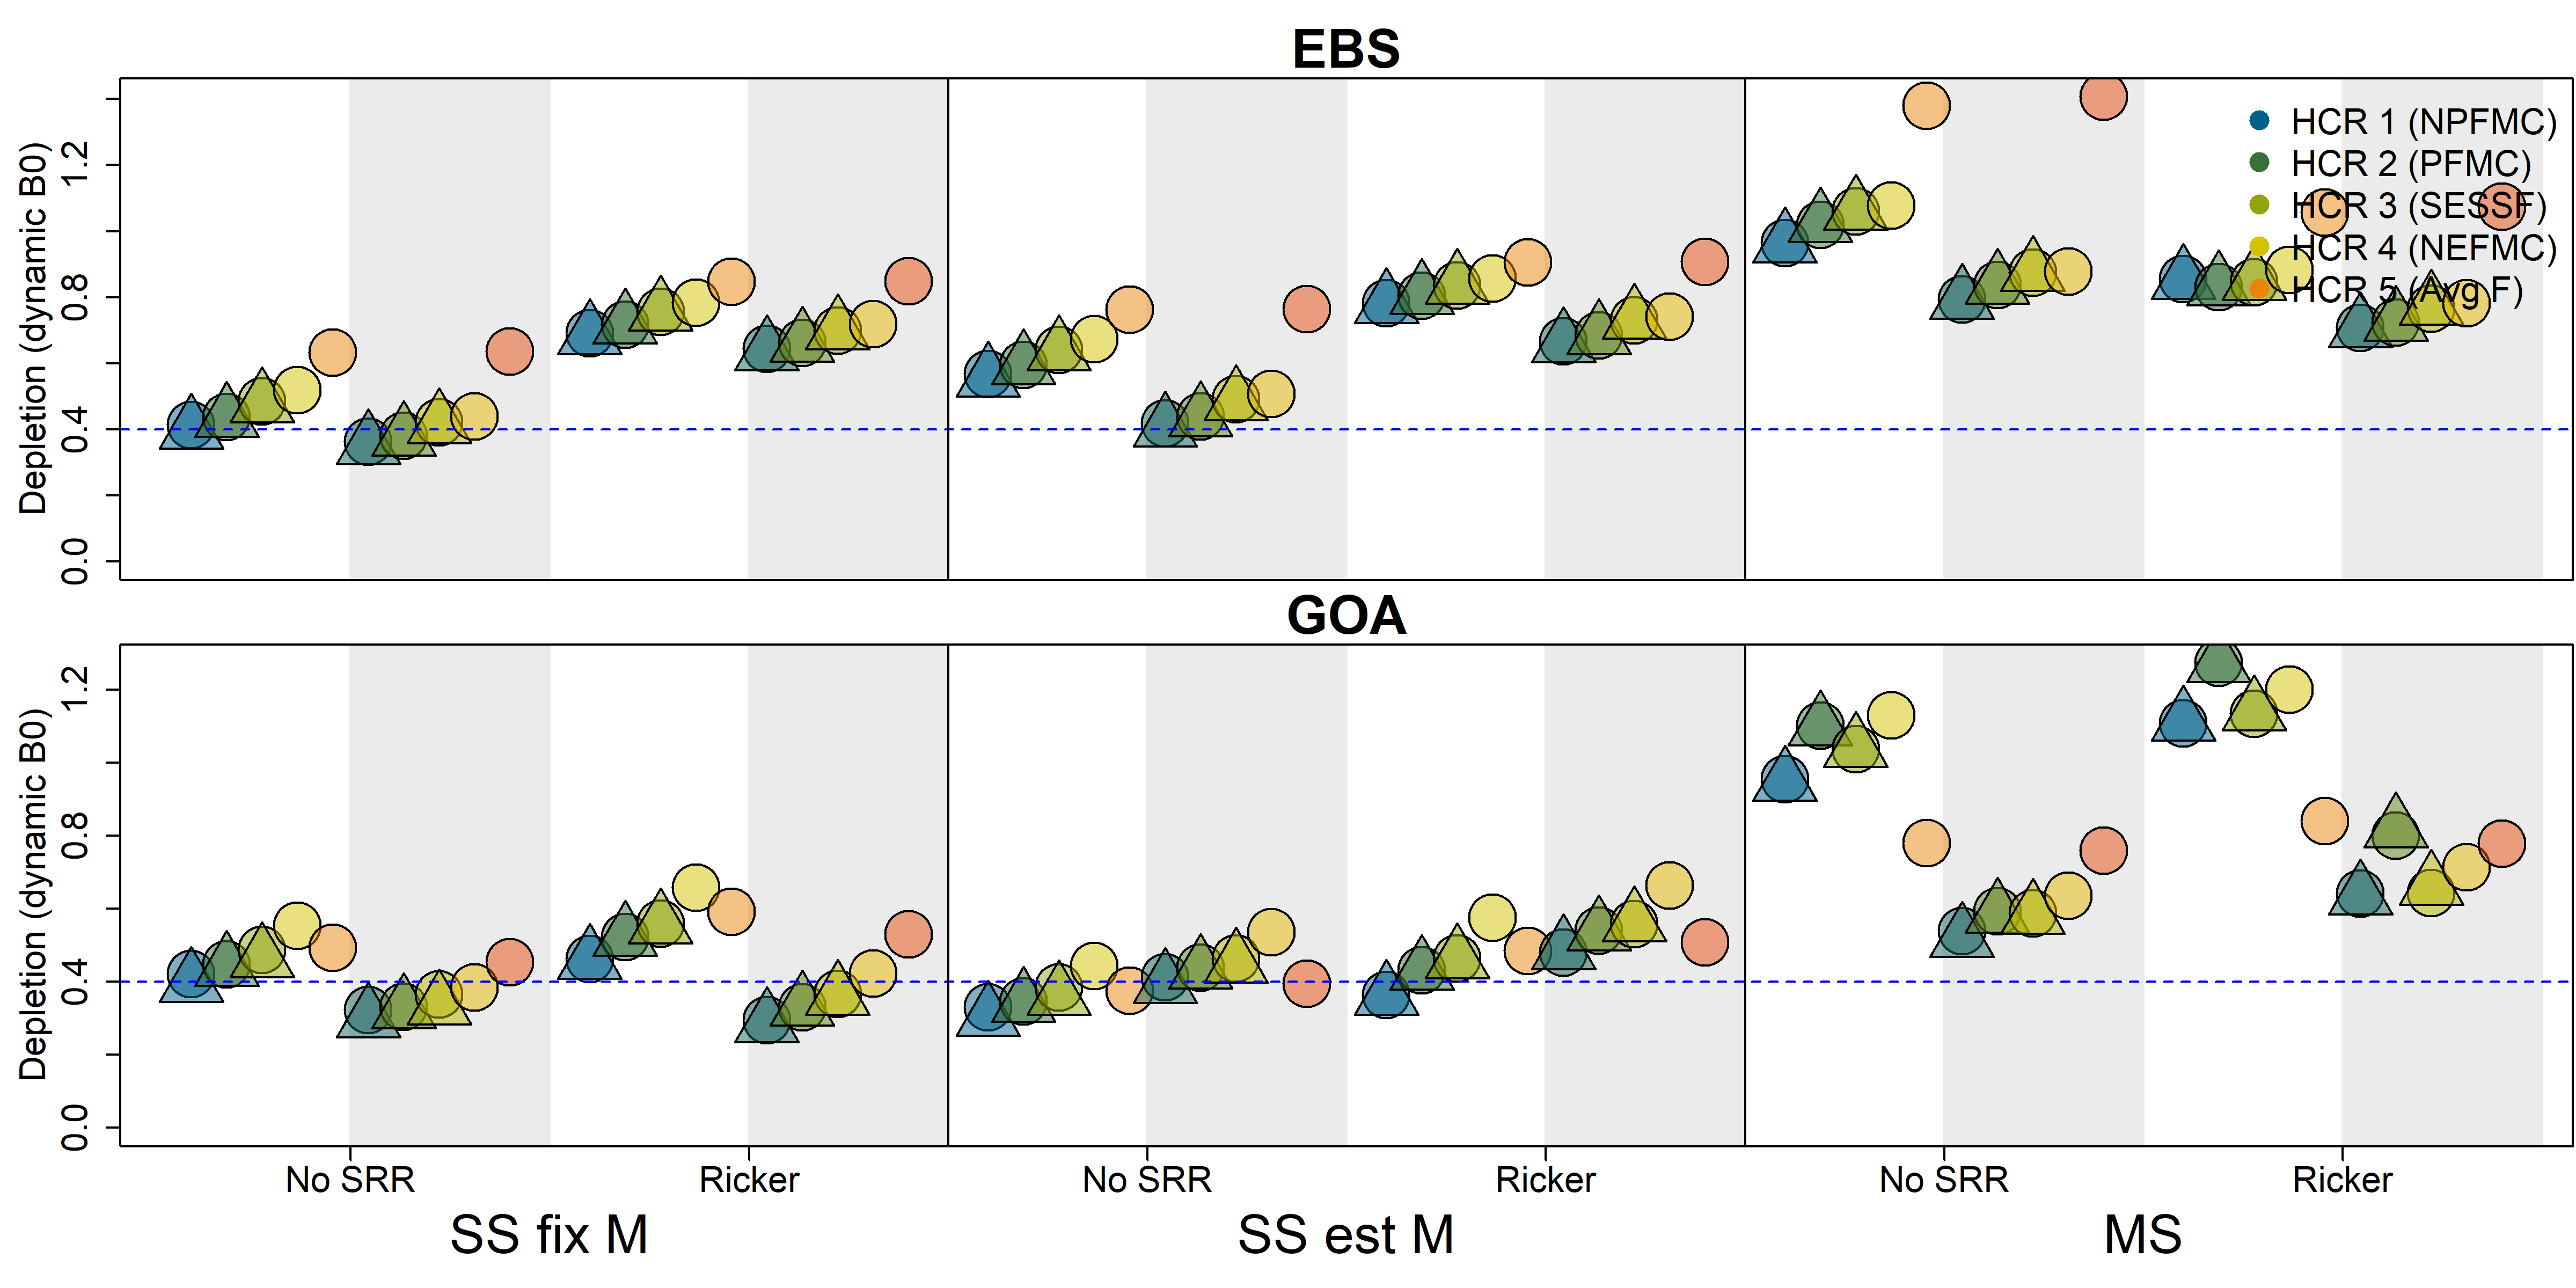 EBS
Depletion (dynamic B0)
1.2
0.8
0.4
0.0
HCR 1 (NPFMC)
HCR 2 (PFMC)
HCR 3 (SESSF)
HCR 4 (NEFMC)
HCR 5 (Avg F)
GOA
Depletion (dynamic B0)
1.2
0.8
0.4
0.0
No SRR Ricker No SRR Ricker No SRR Ricker
SS fix M SS est M MS